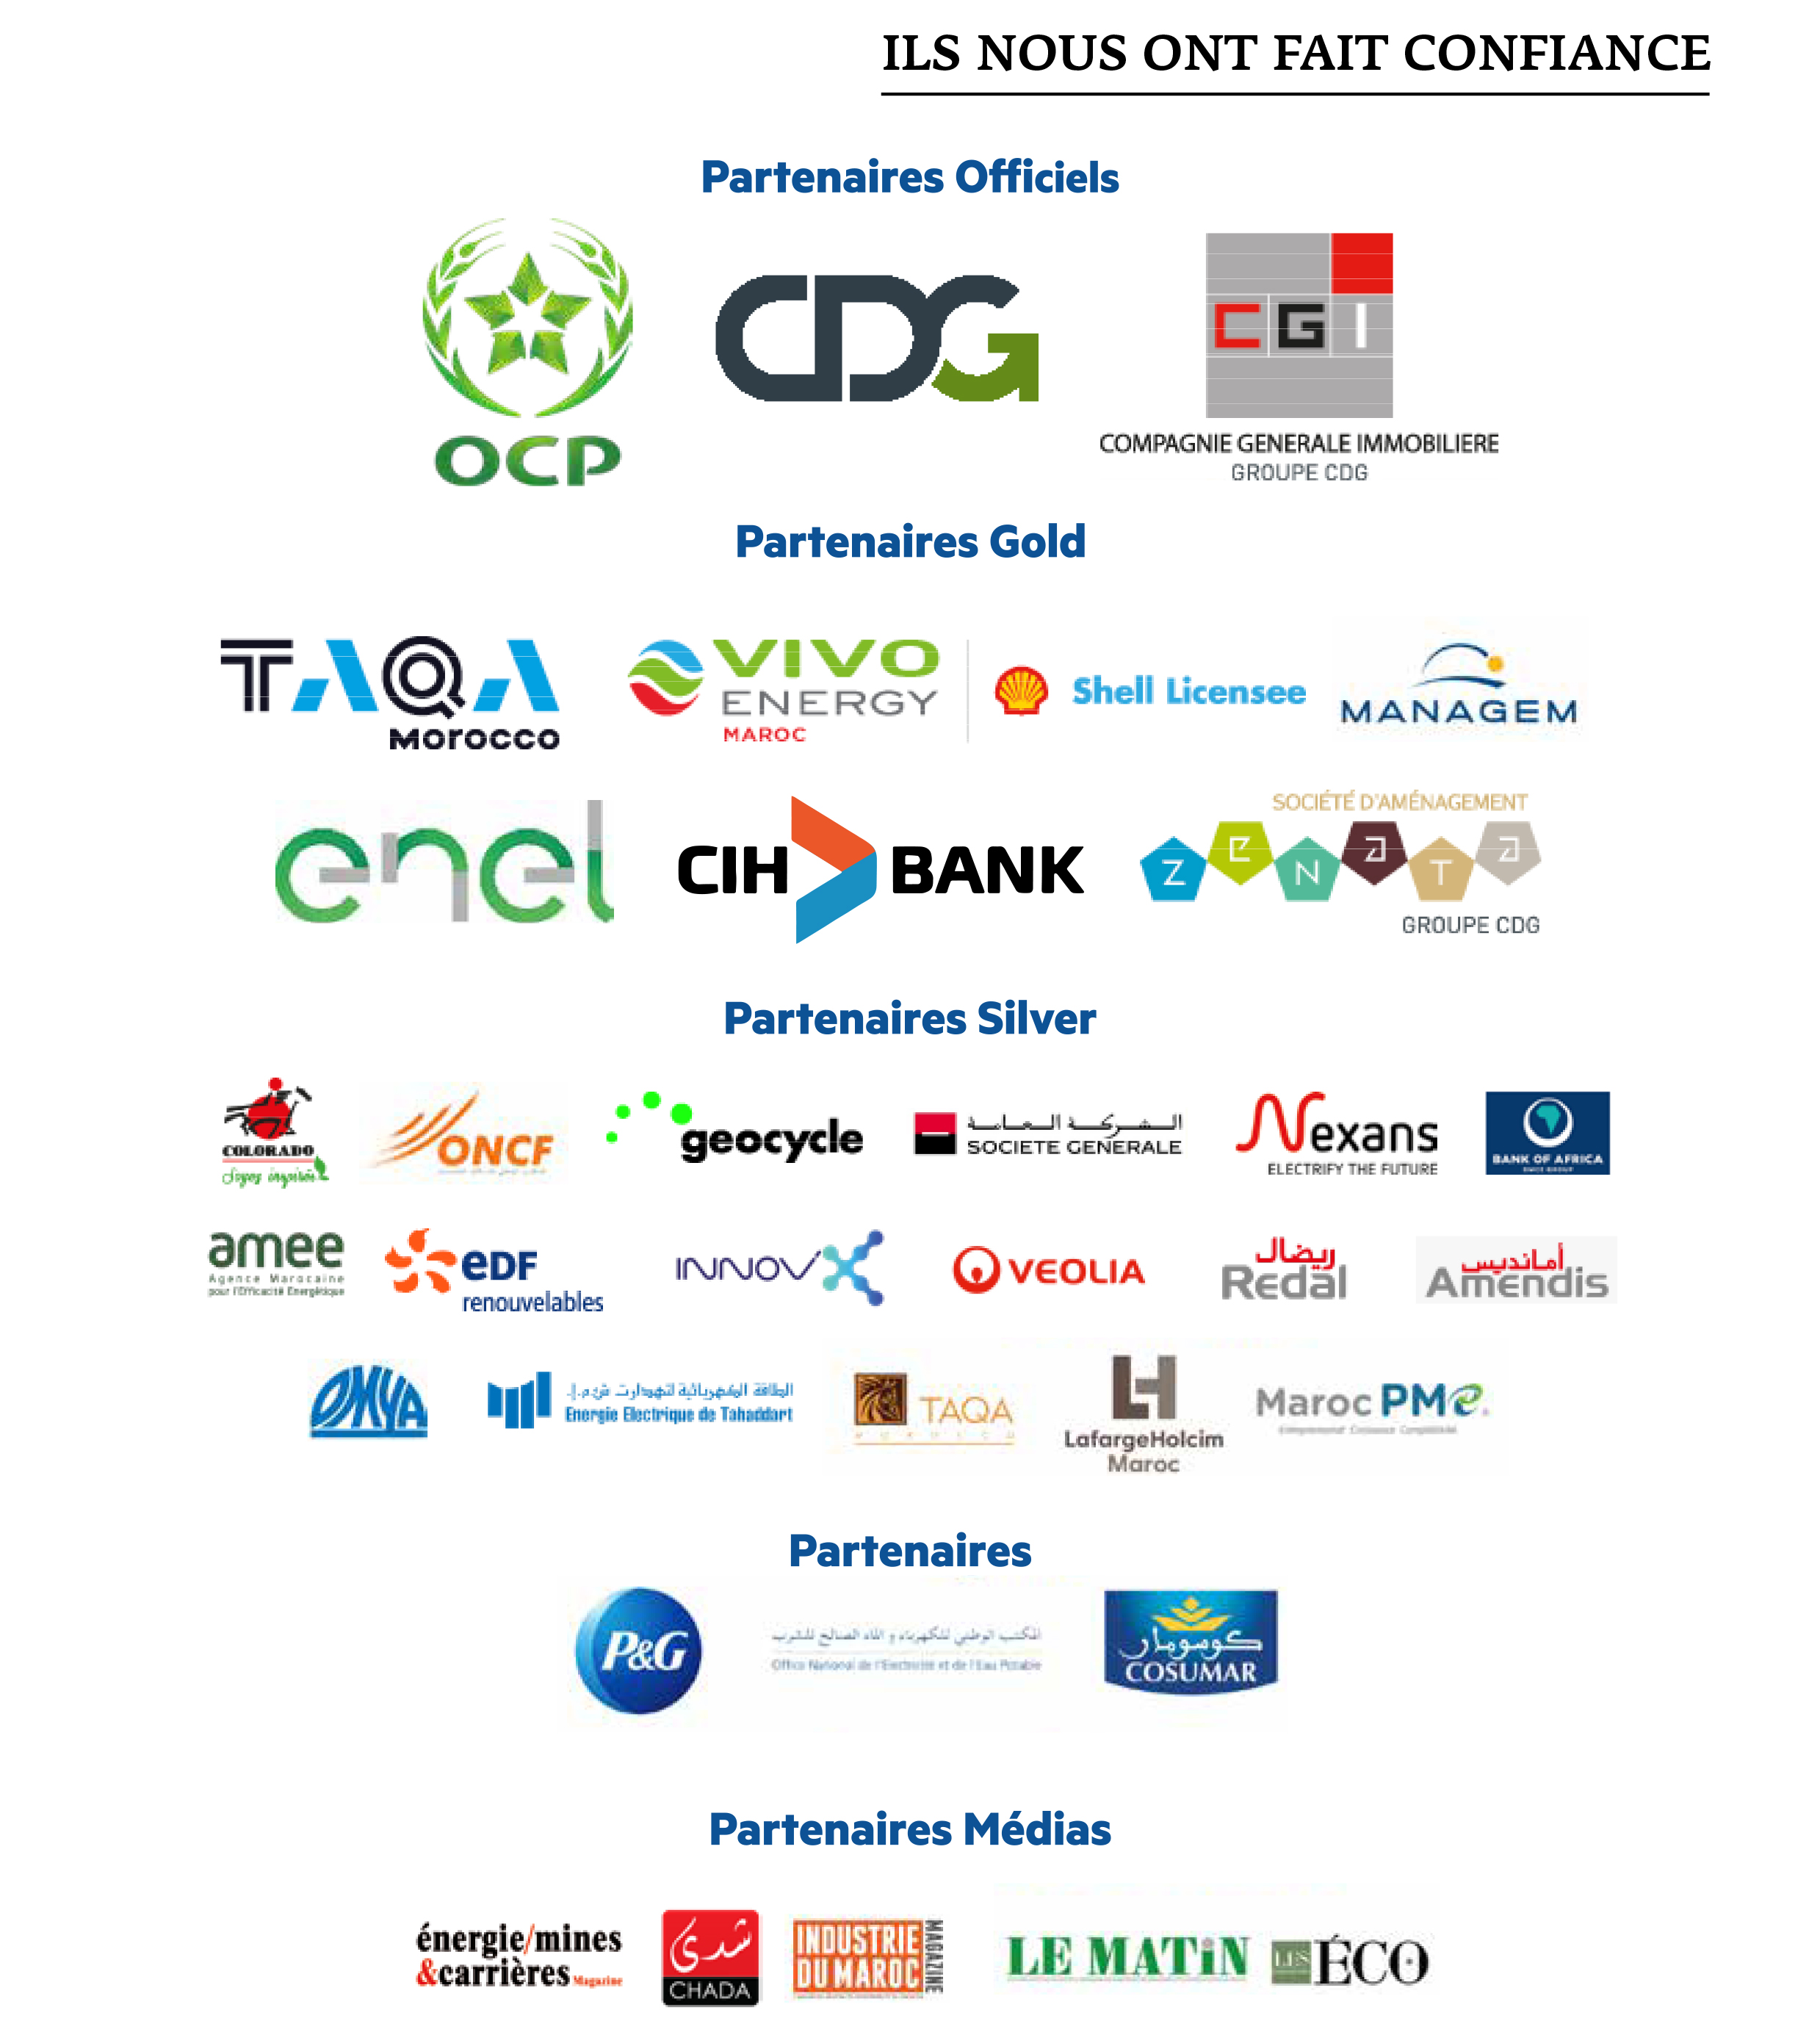 ILS NOUS ONT FAIT CONFIANCE
Partenaires Officiels
OCP
CDG
CGI
COMPAGNIE GENERALE IMMOBILIERE
GROUPE CDG
Partenaires Gold
TAQA
Morocco
VIVO
ENERGY
MAROC
Shell Licensee
MANAGEM
enel
CIH BANK
SOCIÉTÉ D'AMÉNAGEMENT
ZENATA
GROUPE CDG
Partenaires Silver
COLORADO
Soyez inspirés
ONCF
geocycle
الشركة العامة
SOCIETE GENERALE
Nexans
ELECTRIFY THE FUTURE
BANK OF AFRICA
amee
Agence Marocaine
pour l'Efficacité Energétique
eDF
renouvelables
INNOVX
VEOLIA
ريضال
Redal
أمانديس
Amendis
OMYA
الطاقة الكهربائية لتهدارت ش.م.إ.
Energie Electrique de Tahaddart
TAQA
MOROCCO
LafargeHolcim
Maroc
Maroc PMe
Partenaires
P&G
المكتب الوطني للكهرباء و الماء الصالح للشرب
Office National de l'Electricité et de l'Eau Potable
كوسومار
COSUMAR
Partenaires Médias
énergie/mines
&carrières Magazine
شدى
CHADA
INDUSTRIE
DU MAROC
MAGAZINE
LE MATIN
LES ÉCO